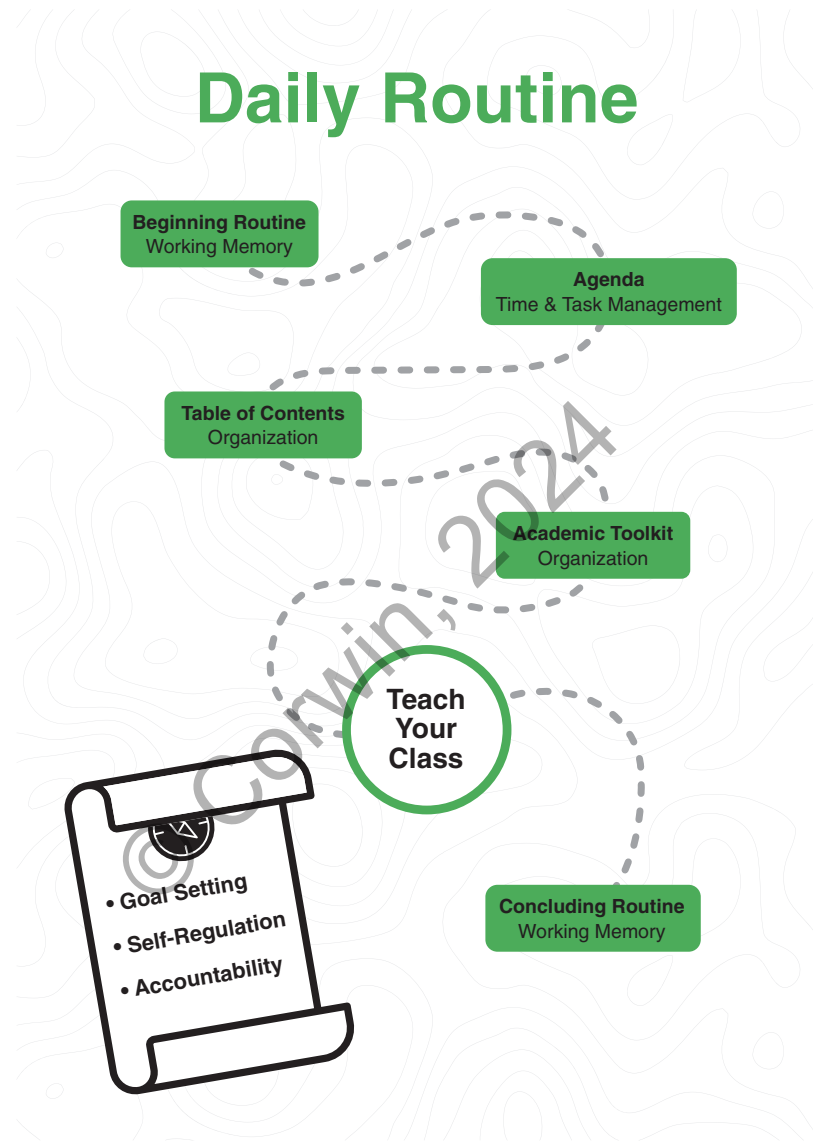 Daily Routine
Beginning Routine
Working Memory
Agenda
Time & Task Management
Table of Contents
Organization
Academic Toolkit
Organization
Teach
Your
Class
• Goal Setting
• Self-Regulation
• Accountability
Concluding Routine
Working Memory
© Corwin, 2024